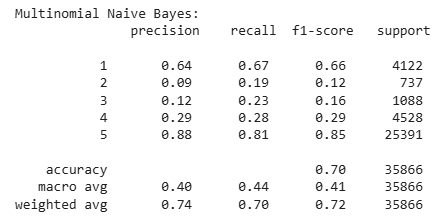 Multinomial Naive Bayes:
precision recall f1-score support
1 0.64 0.67 0.66 4122
2 0.09 0.19 0.12 737
3 0.12 0.23 0.16 1088
4 0.29 0.28 0.29 4528
5 0.88 0.81 0.85 25391
accuracy 0.70 35866
macro avg 0.40 0.44 0.41 35866
weighted avg 0.74 0.70 0.72 35866